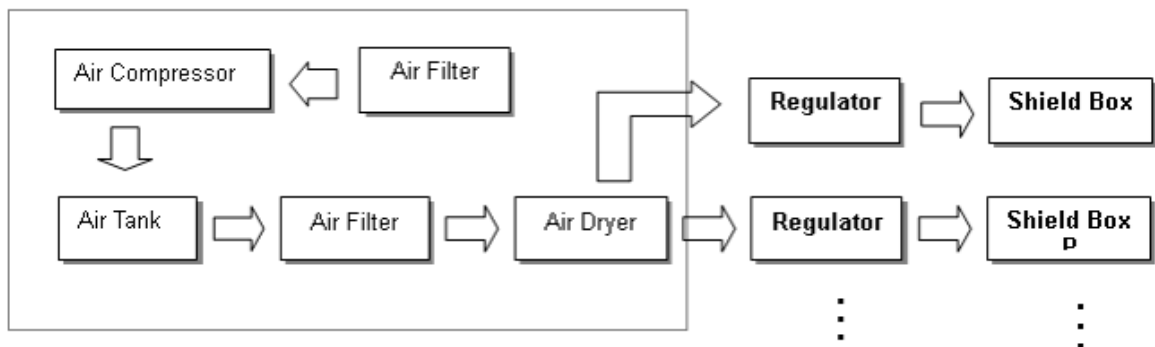 Air Compressor
Air Filter
Regulator
Shield Box
Air Tank
Air Filter
Air Dryer
Regulator
Shield Box